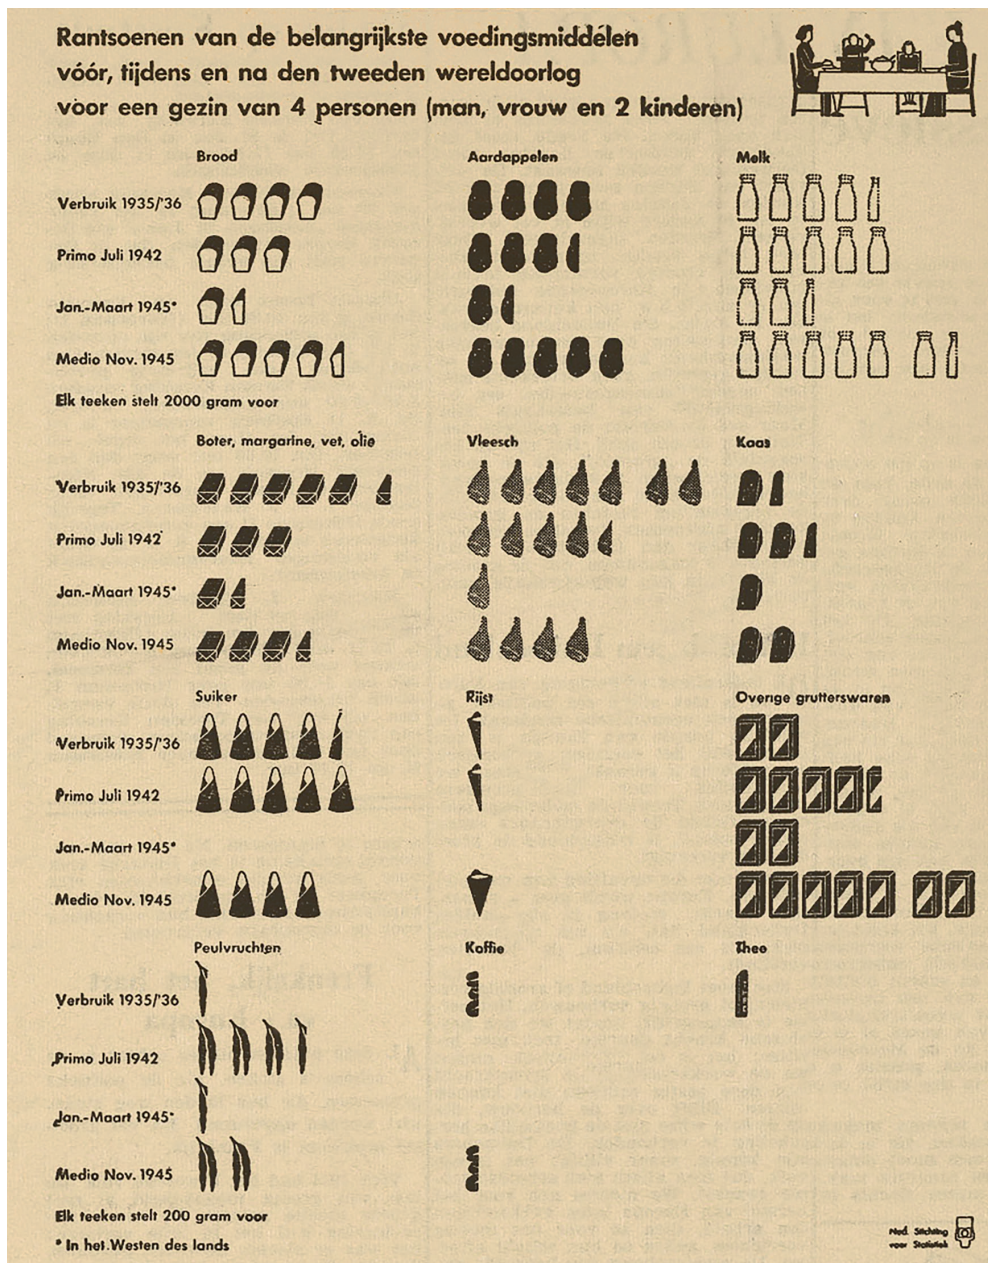 Rantsoenen van de belangrijkste voedingsmiddelen
vóór, tijdens en na den tweeden wereldoorlog
voor een gezin van 4 personen (man, vrouw en 2 kinderen)
Brood Aardappelen Melk
Verbruik 1935/'36
Primo Juli 1942
Jan.-Maart 1945*
Medio Nov. 1945
Elk teeken stelt 2000 gram voor
Boter, margarine, vet, olie Vleesch Kaas
Verbruik 1935/'36
Primo Juli 1942
Jan.-Maart 1945*
Medio Nov. 1945
Suiker Rijst Overige grutterswaren
Verbruik 1935/'36
Primo Juli 1942
Jan.-Maart 1945*
Medio Nov. 1945
Peulvruchten Koffie Thee
Verbruik 1935/'36
Primo Juli 1942
Jan.-Maart 1945*
Medio Nov. 1945
Elk teeken stelt 200 gram voor
* In het Westen des lands
Ned. Stichting
voor Statistiek